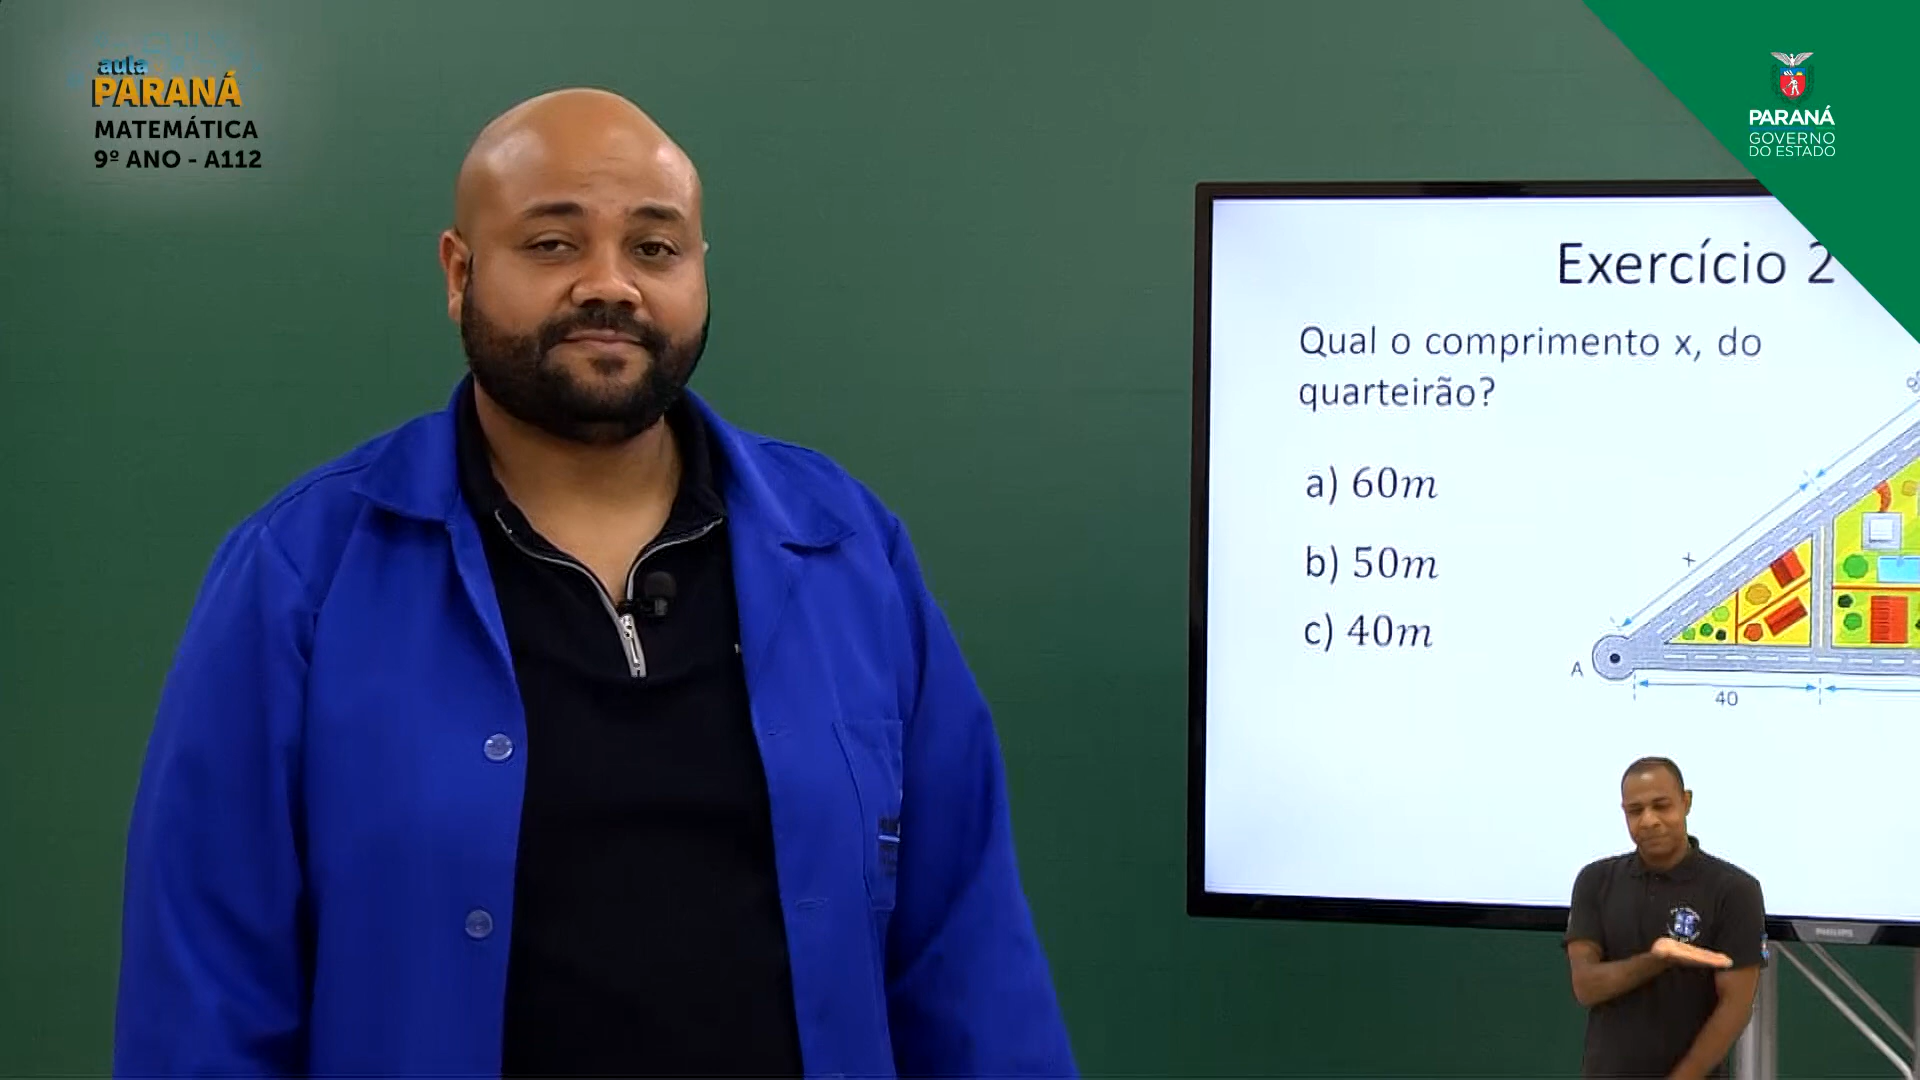 aula
PARANÁ
MATEMÁTICA
9º ANO - A112
PARANÁ
GOVERNO
DO ESTADO
Exercício 2
Qual o comprimento x, do
quarteirão?
a) 60m
b) 50m
c) 40m
x
A
40
PHILIPS